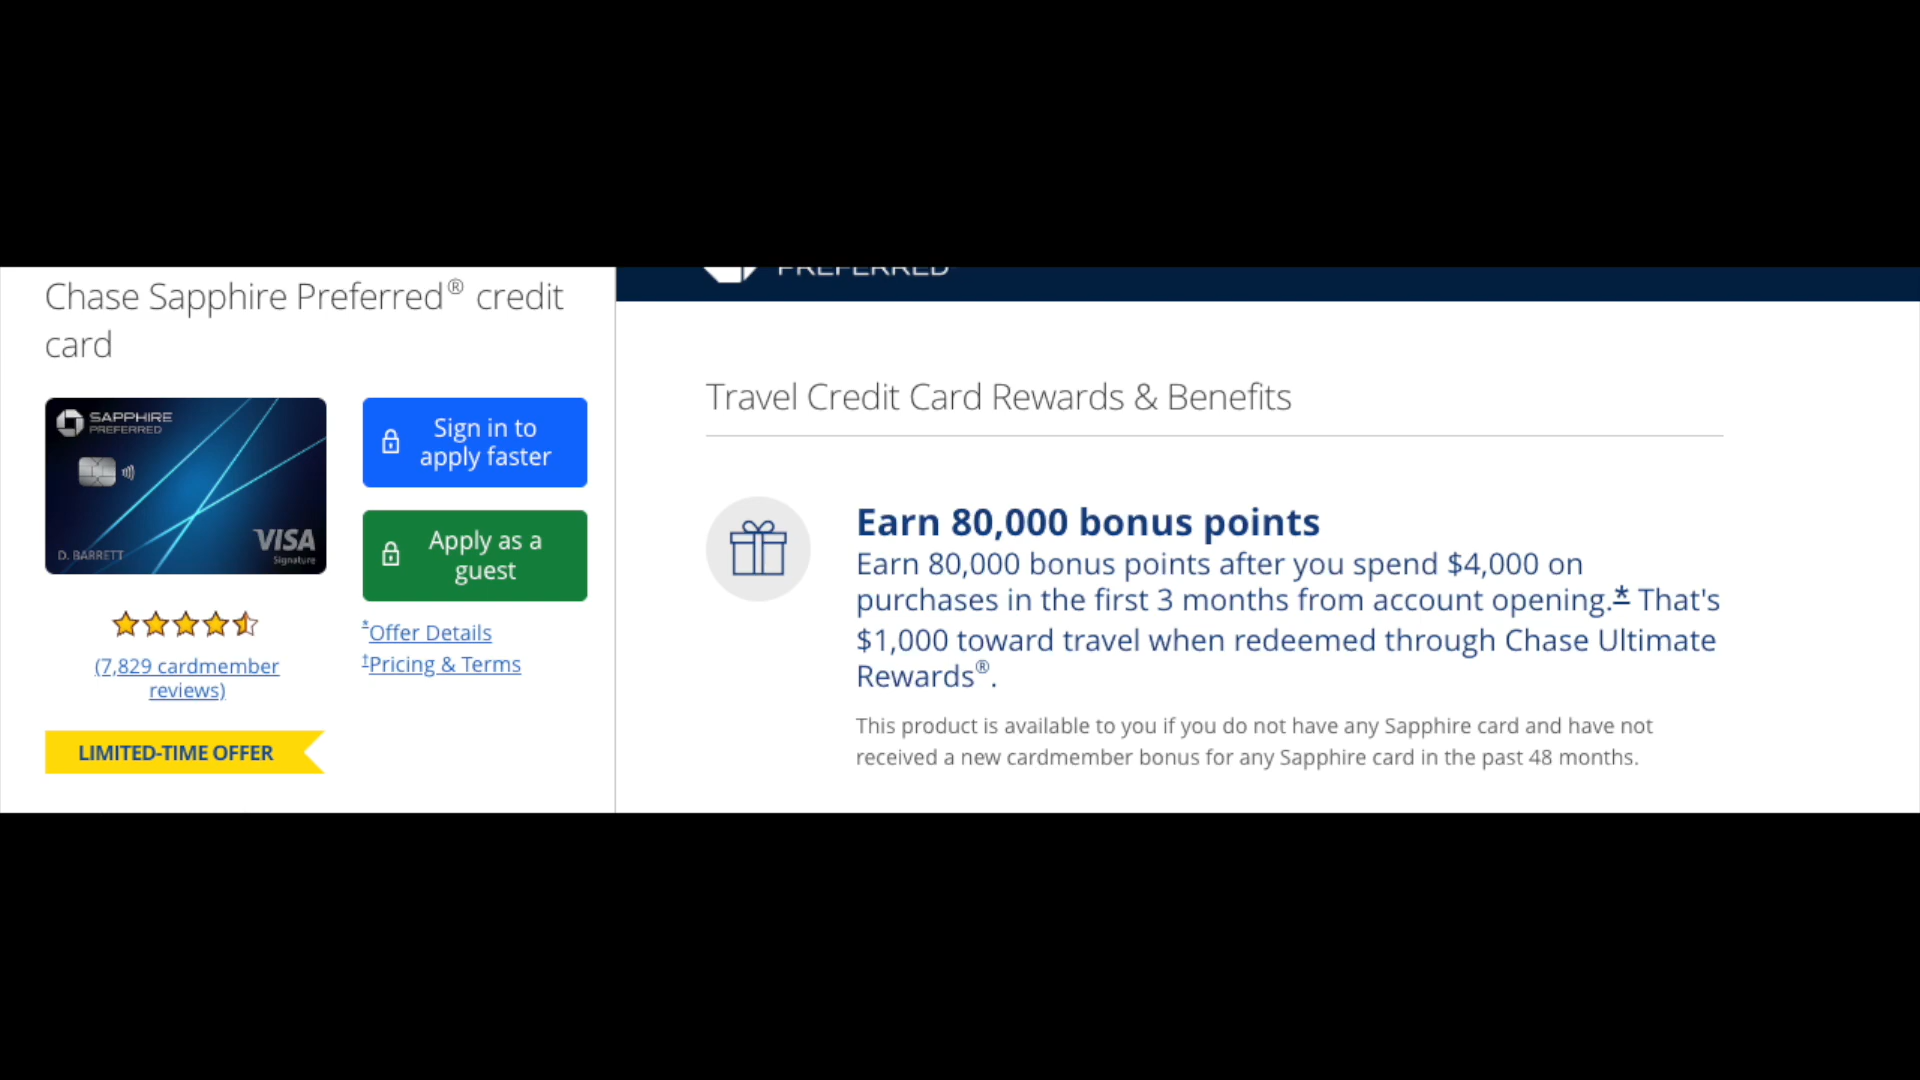 Chase Sapphire Preferred® credit
card
SAPPHIRE
PREFERRED
D. BARRETT
VISA
Signature
Sign in to
apply faster
Apply as a
guest
*Offer Details
†Pricing & Terms
(7,829 cardmember
reviews)
LIMITED-TIME OFFER
PREFERRED
Travel Credit Card Rewards & Benefits
Earn 80,000 bonus points
Earn 80,000 bonus points after you spend $4,000 on
purchases in the first 3 months from account opening.* That's
$1,000 toward travel when redeemed through Chase Ultimate
Rewards®.
This product is available to you if you do not have any Sapphire card and have not
received a new cardmember bonus for any Sapphire card in the past 48 months.